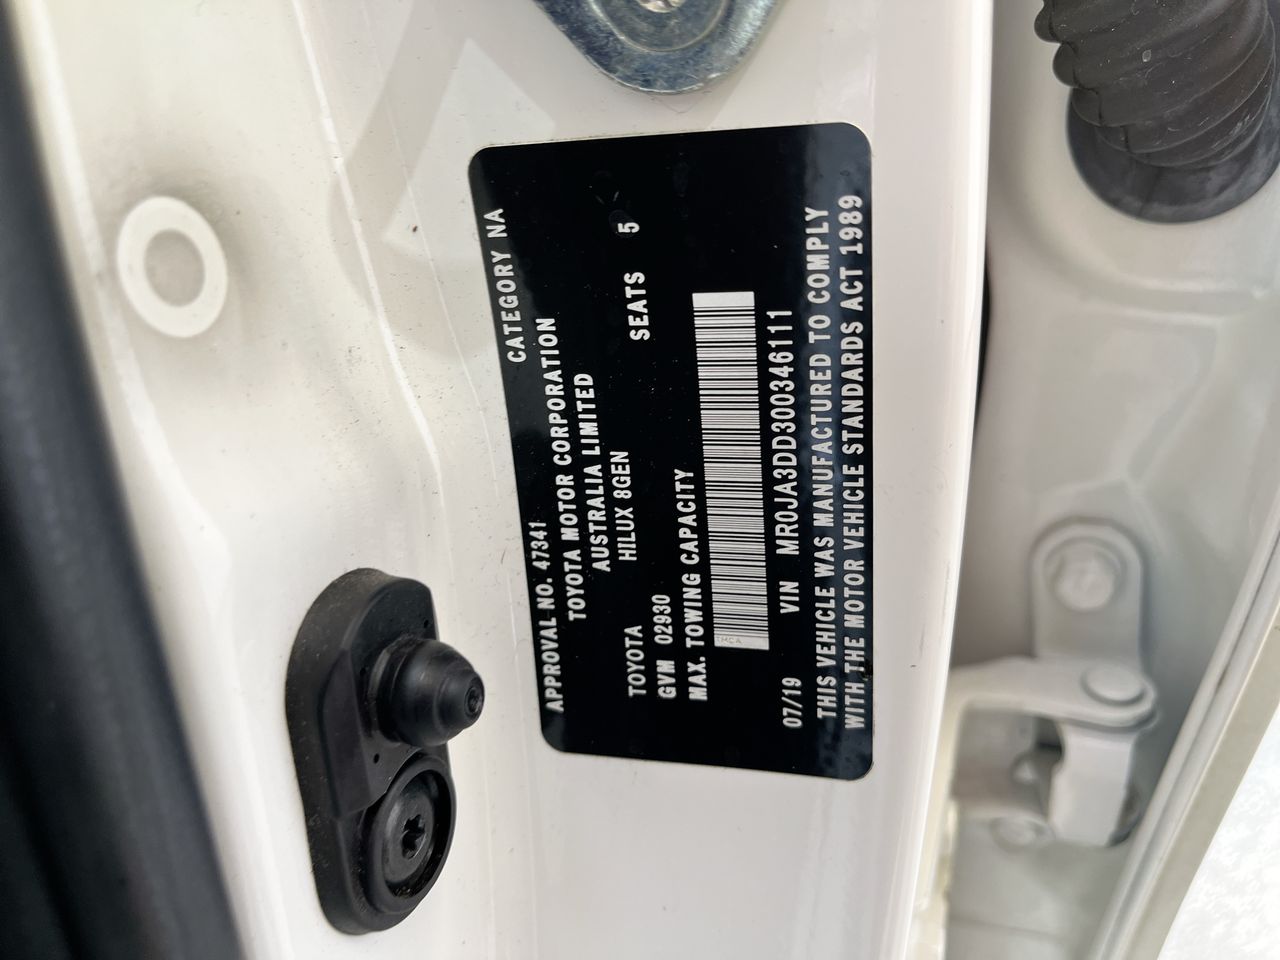 APPROVAL NO. 47341 CATEGORY NA
TOYOTA MOTOR CORPORATION
AUSTRALIA LIMITED
TOYOTA HILUX 8GEN
GVM 02930 SEATS 5
MAX. TOWING CAPACITY
TMCA
07/19 VIN MR0JA3DD300346111
THIS VEHICLE WAS MANUFACTURED TO COMPLY
WITH THE MOTOR VEHICLE STANDARDS ACT 1989